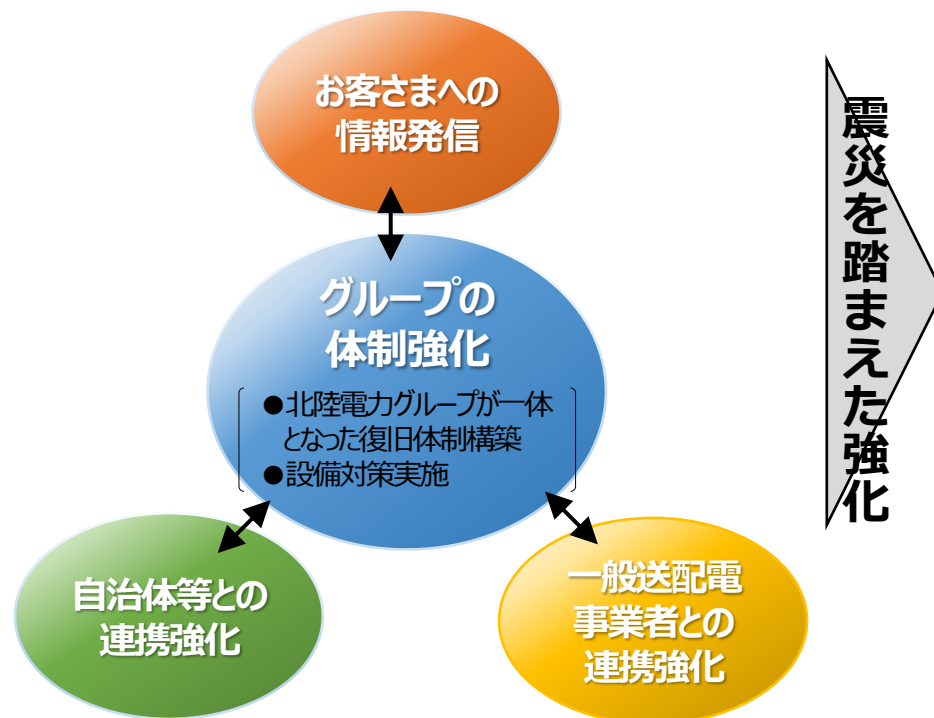 お客さまへの
情報発信
グループの
体制強化
●北陸電力グループが一体
となった復旧体制構築
●設備対策実施
自治体等との
連携強化
一般送配電
事業者との
連携強化
震災を踏まえた強化